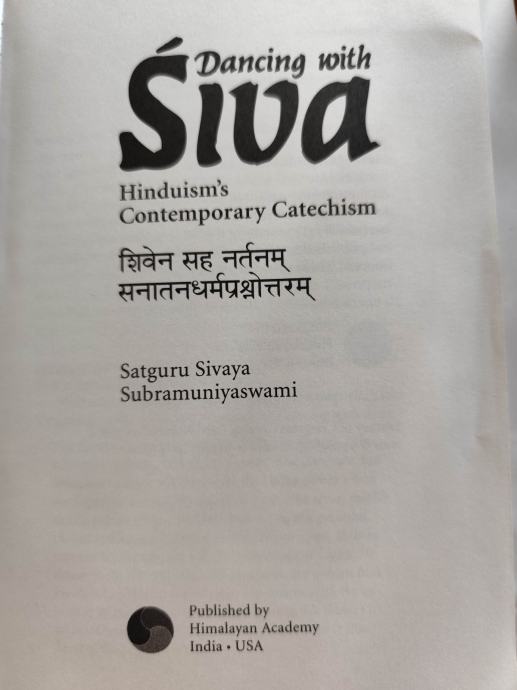 Dancing with
Śiva
Hinduism's
Contemporary Catechism
शिवेन सह नर्तनम्
सनातनधर्मप्रश्नोत्तरम्
Satguru Sivaya
Subramuniyaswami
Published by
Himalayan Academy
India • USA